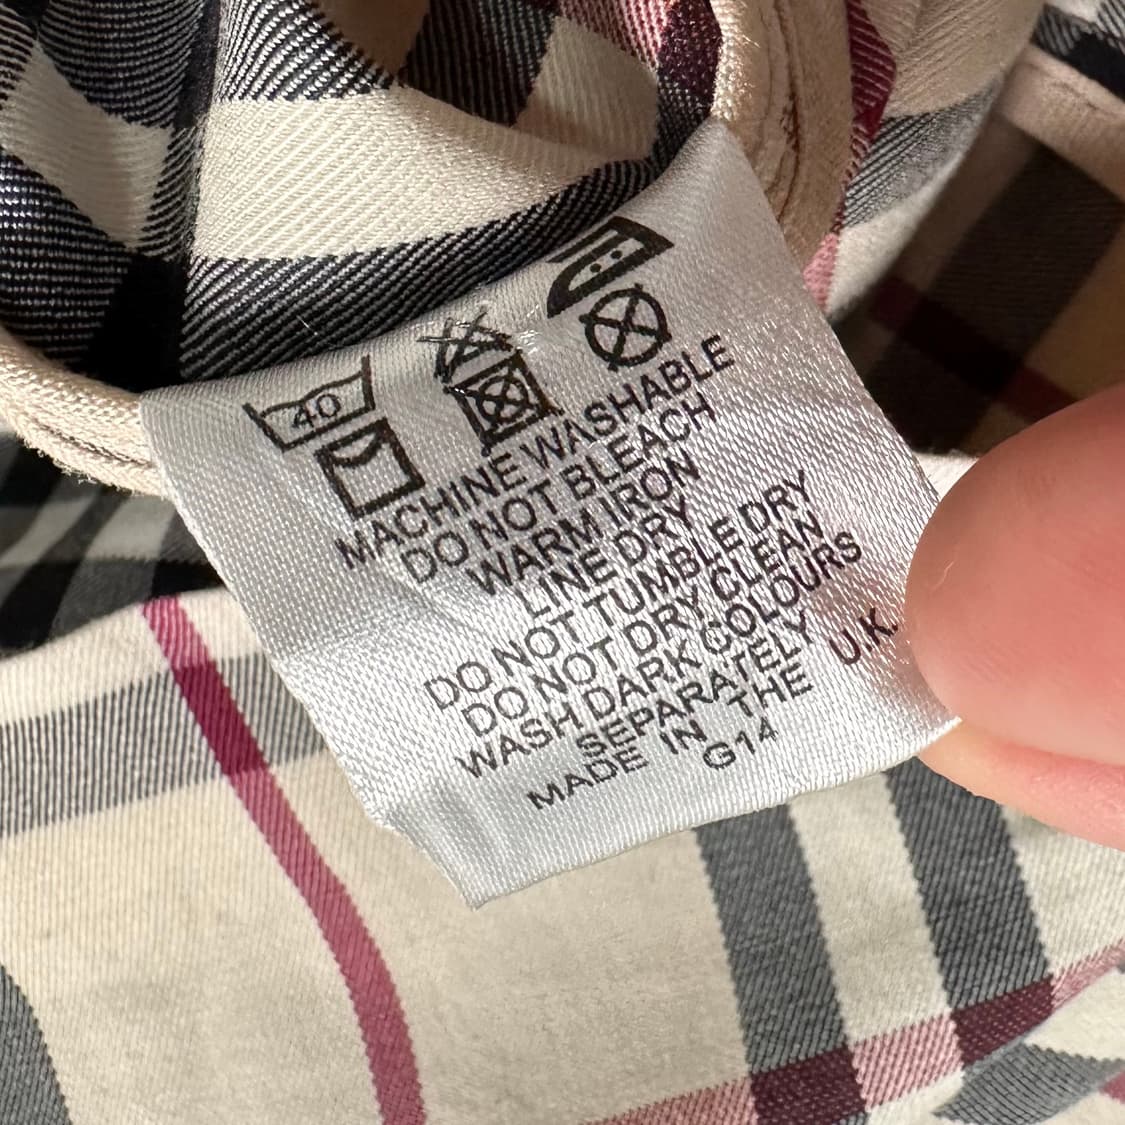 40
MACHINE WASHABLE
DO NOT BLEACH
WARM IRON
LINE DRY
DO NOT TUMBLE DRY
DO NOT DRY CLEAN
WASH DARK COLOURS
SEPARATELY
MADE IN THE U.K.
G14